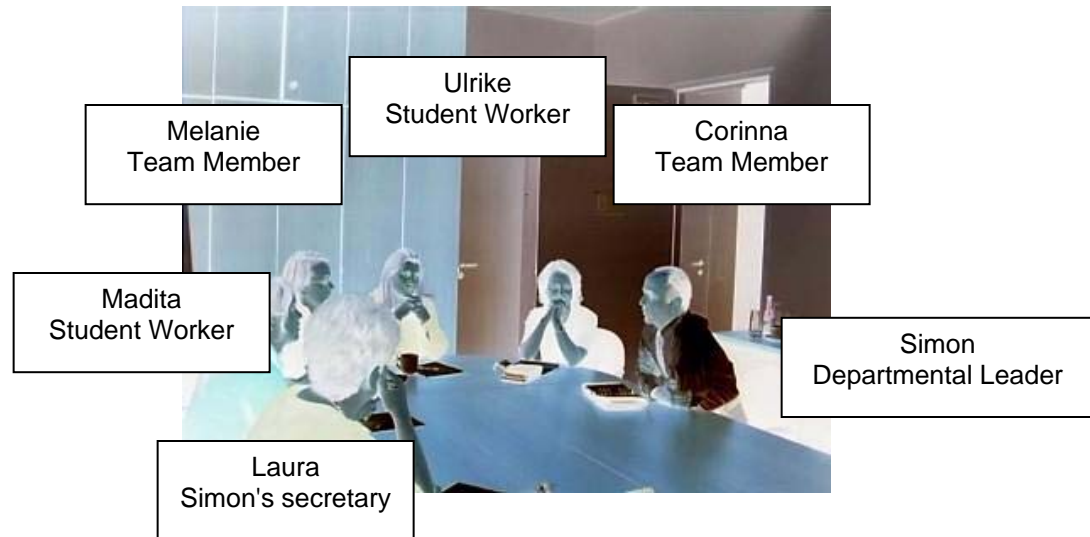 Ulrike
Student Worker
Melanie
Team Member
Corinna
Team Member
Madita
Student Worker
Simon
Departmental Leader
Laura
Simon's secretary